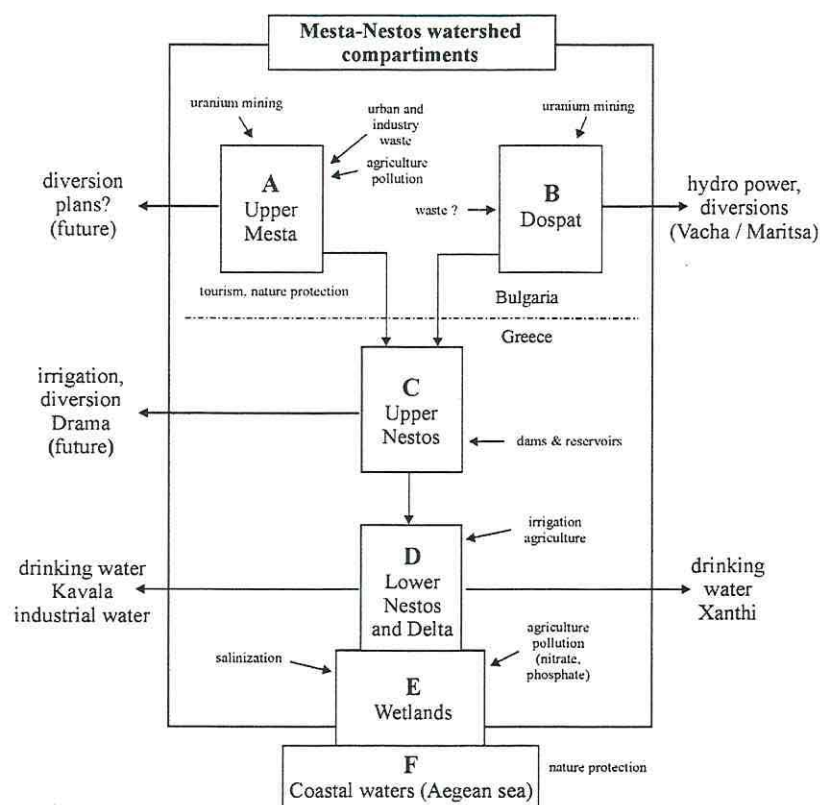 Mesta-Nestos watershed
compartiments
uranium mining
urban and
industry
waste
agriculture
pollution
uranium mining
A
Upper
Mesta
B
Dospat
diversion
plans?
(future)
waste ?
hydro power,
diversions
(Vacha / Maritsa)
tourism, nature protection
Bulgaria
Greece
C
Upper
Nestos
irrigation,
diversion
Drama
(future)
dams & reservoirs
D
Lower
Nestos
and Delta
irrigation
agriculture
drinking water
Kavala
industrial water
drinking
water
Xanthi
salinization
agriculture
pollution
(nitrate,
phosphate)
E
Wetlands
F
Coastal waters (Aegean sea)
nature protection